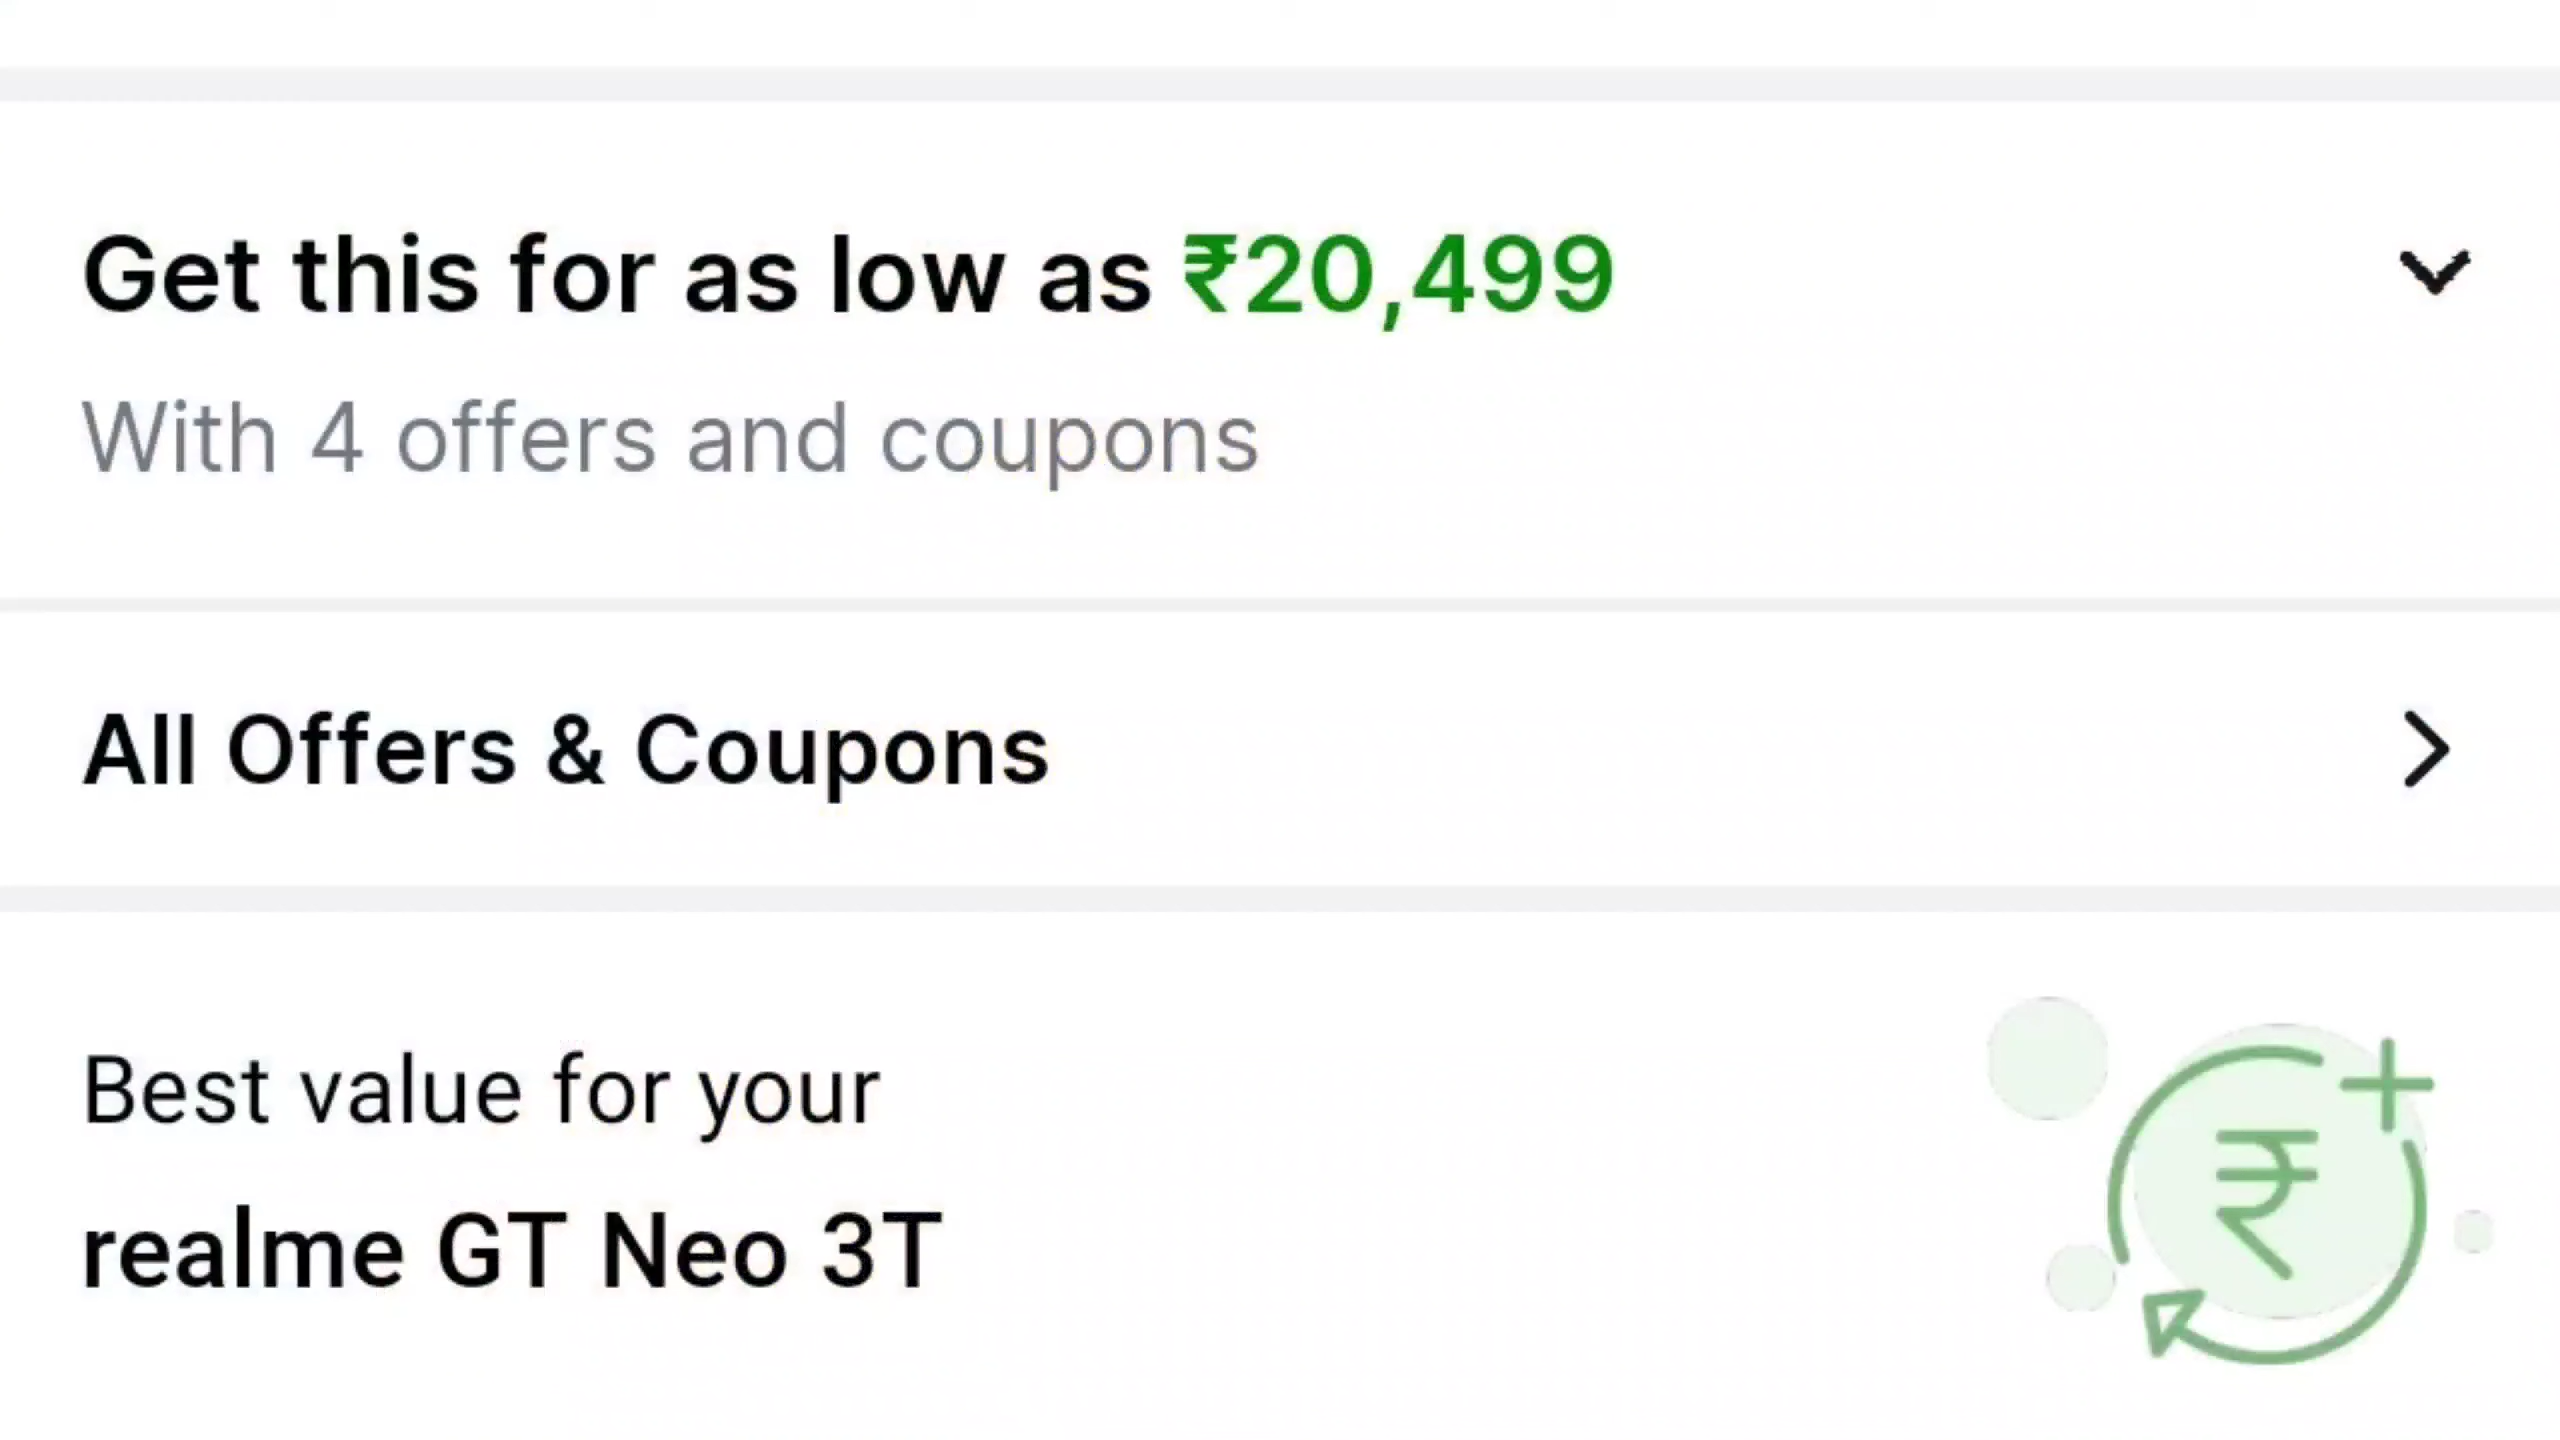 Get this for as low as ₹20,499
With 4 offers and coupons
All Offers & Coupons
Best value for your
realme GT Neo 3T
₹